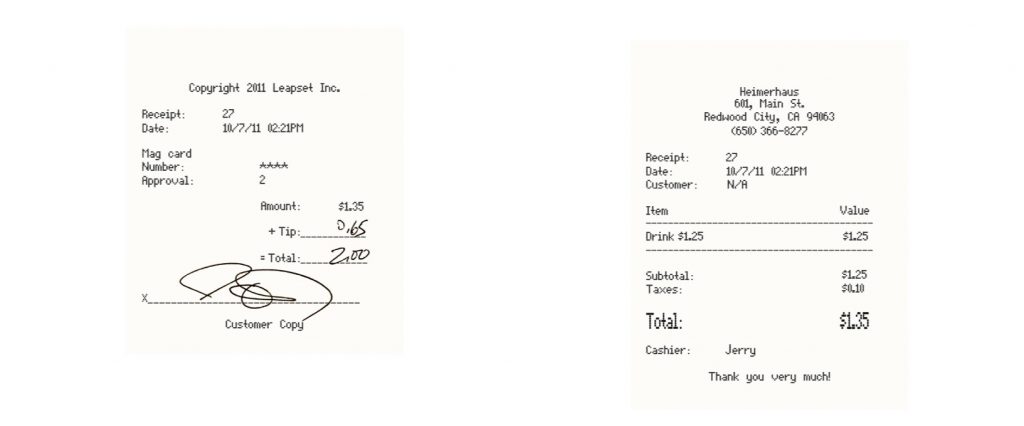 Copyright 2011 Leapset Inc.
Receipt: 27
Date: 10/7/11 02:21PM
Mag card
Number: ****
Approval: 2
Amount: $1.35
+ Tip: 0.65
= Total: 2.00
X
Customer Copy
Heimerhaus
601, Main St.
Redwood City, CA 94063
(650) 366-8277
Receipt: 27
Date: 10/7/11 02:21PM
Customer: N/A
Item Value
Drink $1.25 $1.25
Subtotal: $1.25
Taxes: $0.10
Total: $1.35
Cashier: Jerry
Thank you very much!